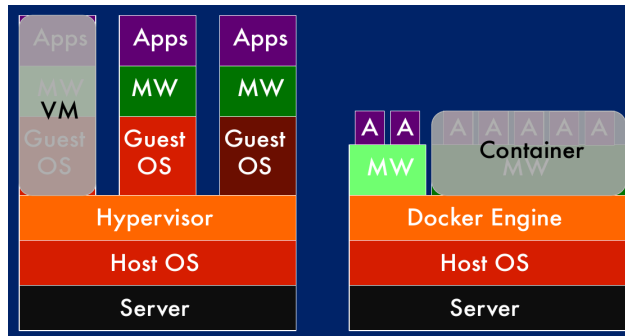 Apps
Apps
Apps
MW
MW
MW
VM
Guest
OS
Guest
OS
Guest
OS
Hypervisor
Host OS
Server
A A
A A A A A
Container
MW
MW
Docker Engine
Host OS
Server